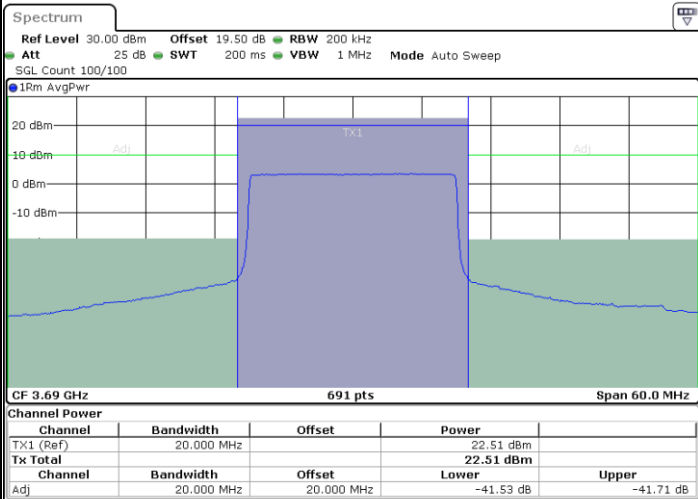 Spectrum
Ref Level 30.00 dBm Offset 19.50 dB RBW 200 kHz
Att 25 dB SWT 200 ms VBW 1 MHz Mode Auto Sweep
SGL Count 100/100
1Rm AvgPwr
20 dBm
TX1
Adj
Adj
10 dBm
0 dBm
-10 dBm
CF 3.69 GHz 691 pts Span 60.0 MHz
Channel Power
Channel Bandwidth Offset Power
TX1 (Ref) 20.000 MHz 22.51 dBm
Tx Total 22.51 dBm
Channel Bandwidth Offset Lower Upper
Adj 20.000 MHz 20.000 MHz -41.53 dB -41.71 dB